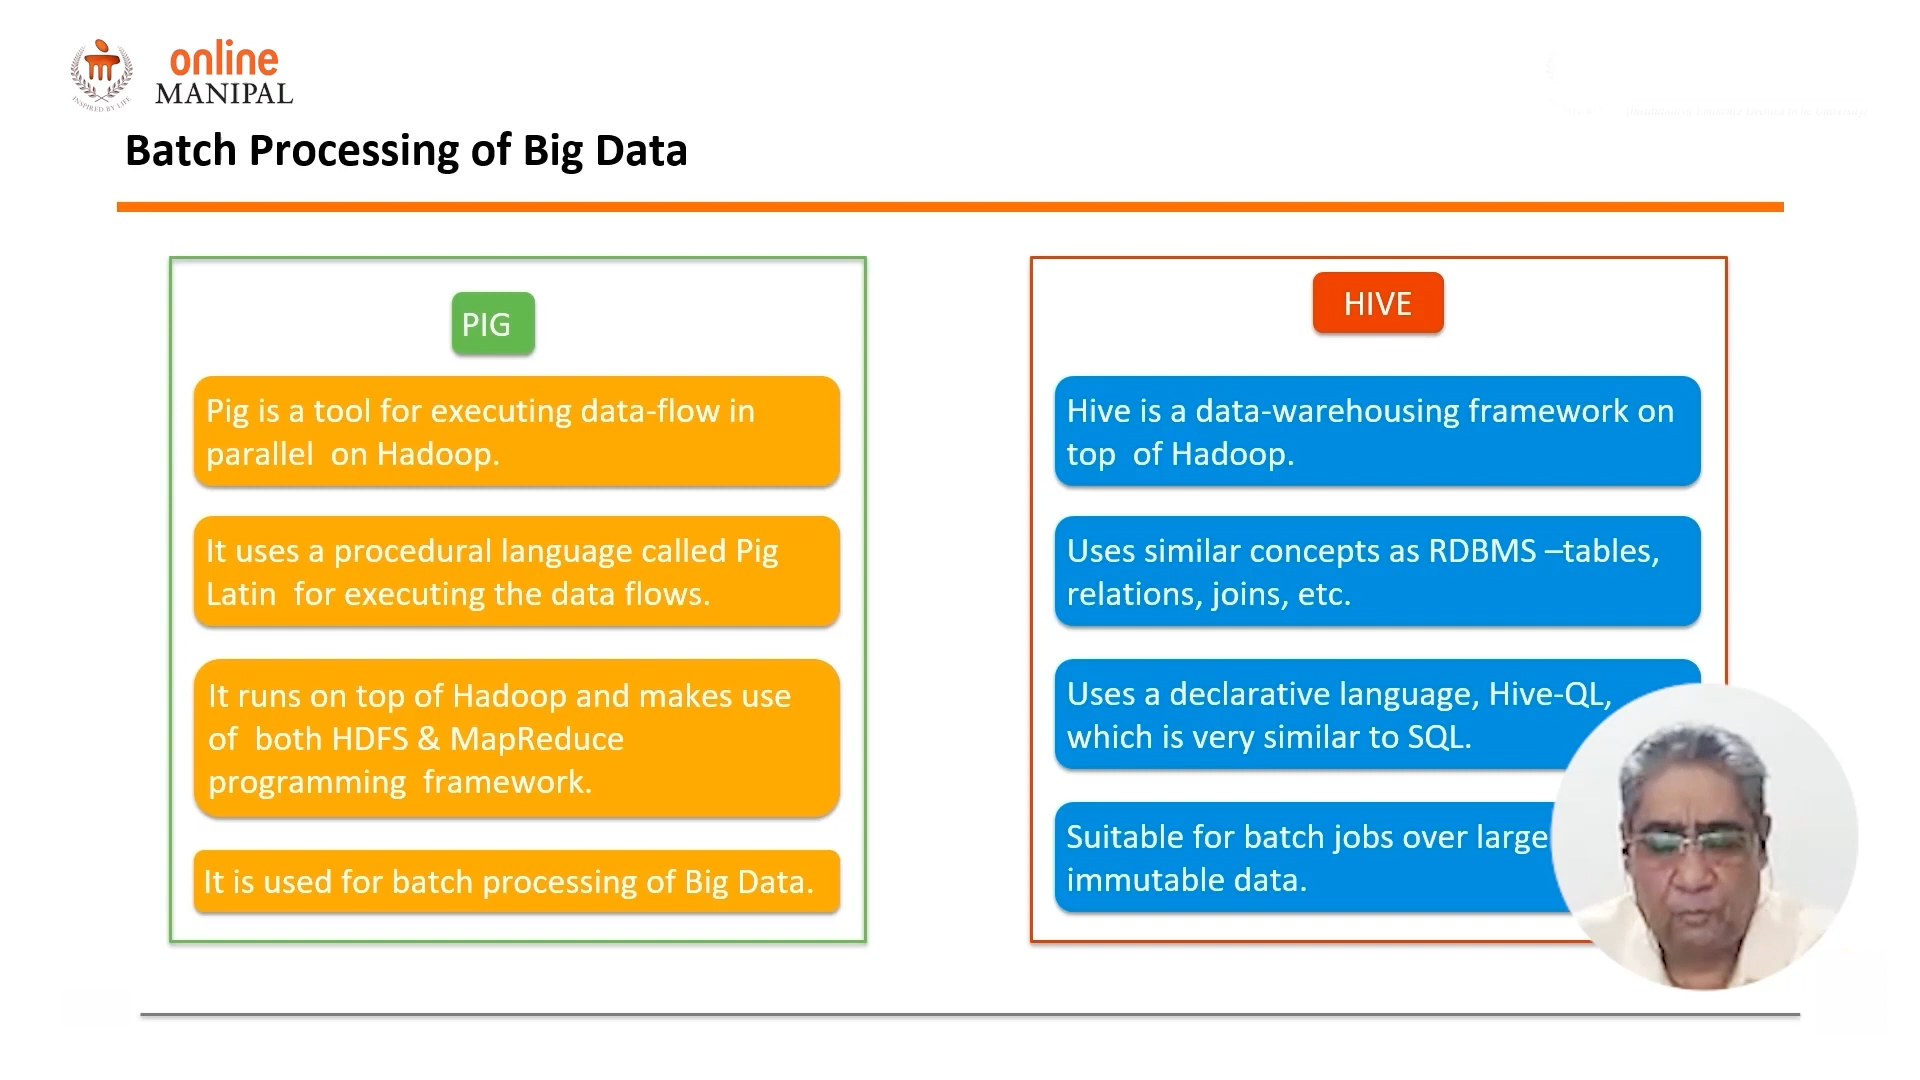 INSPIRED BY LIFE
online
MANIPAL
Batch Processing of Big Data
PIG
Pig is a tool for executing data-flow in
parallel on Hadoop.
It uses a procedural language called Pig
Latin for executing the data flows.
It runs on top of Hadoop and makes use
of both HDFS & MapReduce
programming framework.
It is used for batch processing of Big Data.
HIVE
Hive is a data-warehousing framework on
top of Hadoop.
Uses similar concepts as RDBMS –tables,
relations, joins, etc.
Uses a declarative language, Hive-QL,
which is very similar to SQL.
Suitable for batch jobs over large
immutable data.